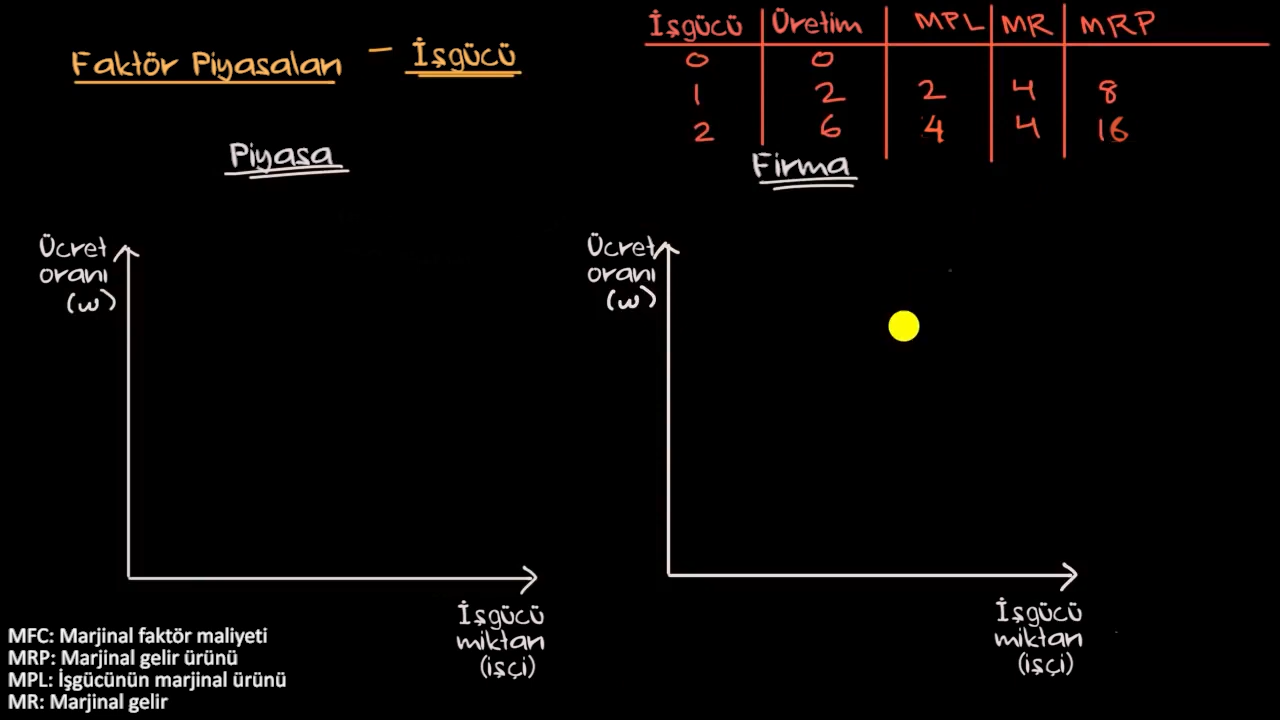 Faktör Piyasaları – İşgücü
İşgücü Üretim MPL MR MRP
0 0
1 2 2 4 8
2 6 4 4 16
Piyasa
Firma
Ücret
oranı
(w)
Ücret
oranı
(w)
İşgücü
miktarı
(işçi)
İşgücü
miktarı
(işçi)
MFC: Marjinal faktör maliyeti
MRP: Marjinal gelir ürünü
MPL: İşgücünün marjinal ürünü
MR: Marjinal gelir